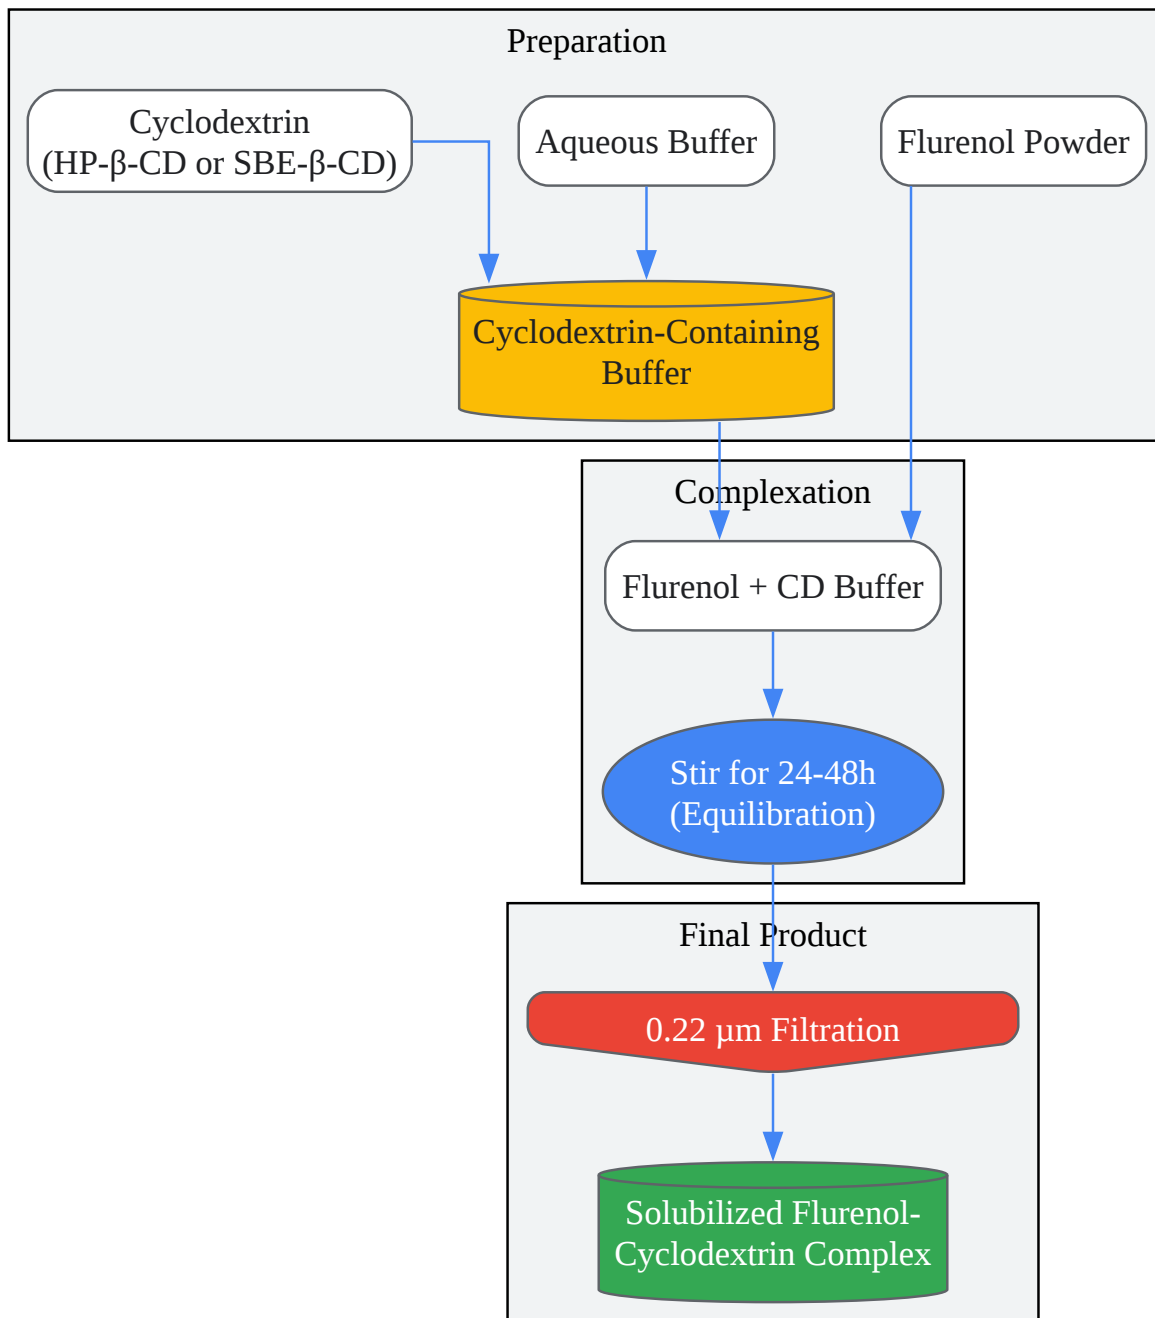 Preparation
Cyclodextrin
(HP-β-CD or SBE-β-CD)
Aqueous Buffer
Flurenol Powder
Cyclodextrin-Containing
Buffer
Complexation
Flurenol + CD Buffer
Stir for 24-48h
(Equilibration)
Final Product
0.22 µm Filtration
Solubilized Flurenol-
Cyclodextrin Complex